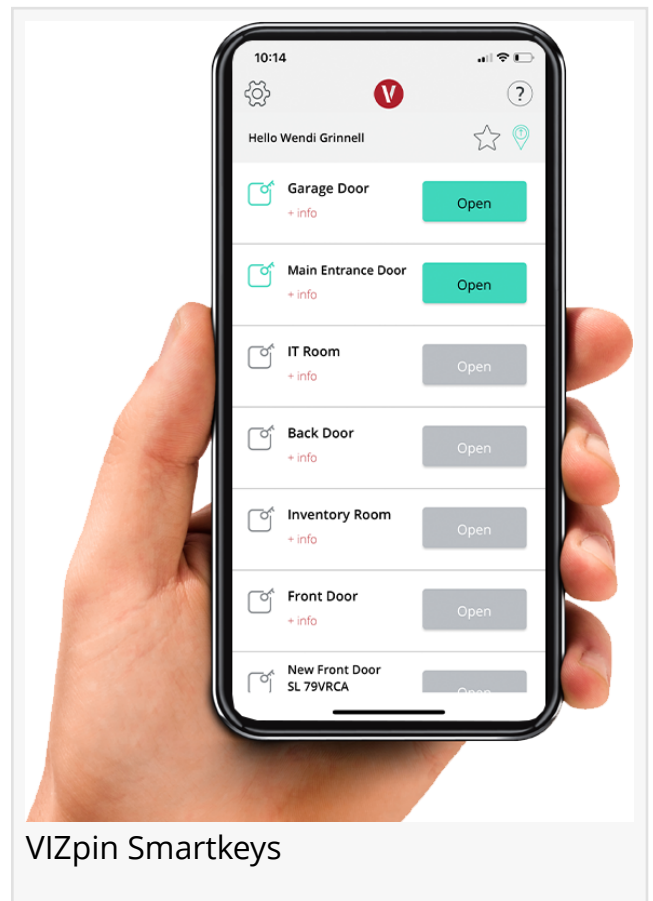 10:14
V
?
Hello Wendi Grinnell
Garage Door
+ info
Open
Main Entrance Door
+ info
Open
IT Room
+ info
Open
Back Door
+ info
Open
Inventory Room
+ info
Open
Front Door
+ info
Open
New Front Door
SL 79VRCA
Open
VIZpin Smartkeys